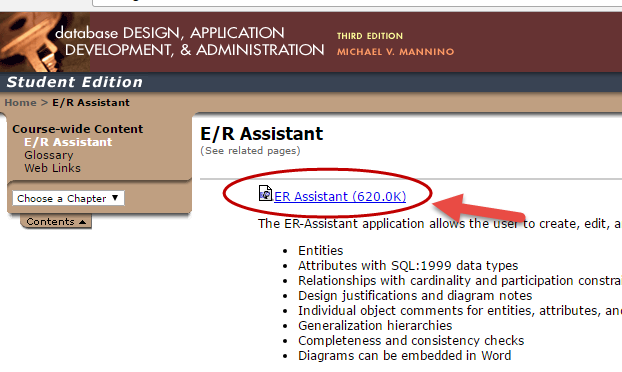 database DESIGN, APPLICATION
DEVELOPMENT, & ADMINISTRATION
THIRD EDITION
MICHAEL V. MANNINO
Student Edition
Home > E/R Assistant
Course-wide Content
E/R Assistant
Glossary
Web Links
Choose a Chapter
Contents
E/R Assistant
(See related pages)
ER Assistant (620.0K)
The ER-Assistant application allows the user to create, edit, a
• Entities
• Attributes with SQL:1999 data types
• Relationships with cardinality and participation constra
• Design justifications and diagram notes
• Individual object comments for entities, attributes, an
• Generalization hierarchies
• Completeness and consistency checks
• Diagrams can be embedded in Word